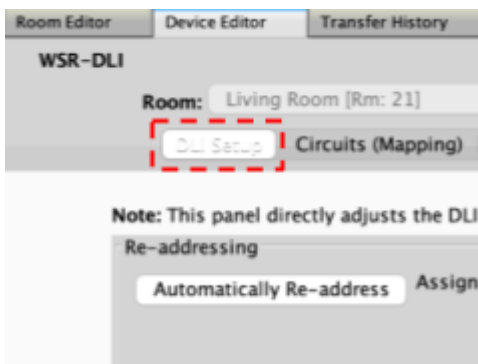 Room Editor Device Editor Transfer History
WSR-DLI
Room: Living Room [Rm: 21]
DLI Setup Circuits (Mapping)
Note: This panel directly adjusts the DLI
Re-addressing
Automatically Re-address Assign